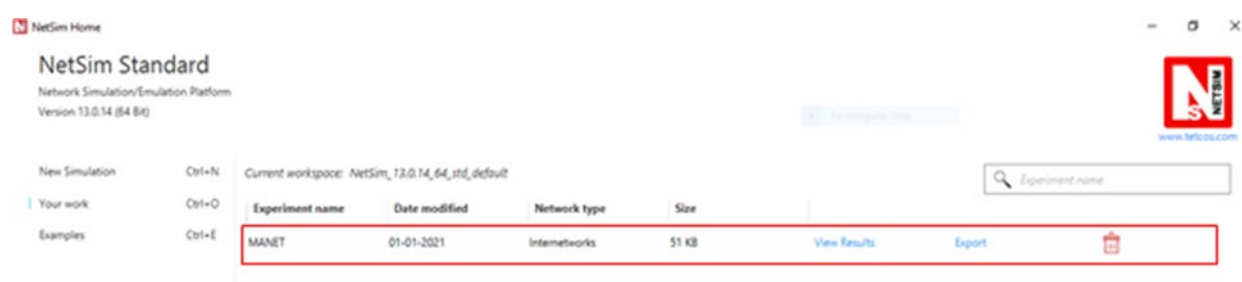 NetSim Home
NetSim Standard
Network Simulation/Emulation Platform
Version 13.0.14 (64 Bit)
NETSIM
www.tetcos.com
New Simulation Ctrl+N
Current workspace: NetSim_13.0.14_64_std_default
Experiment name
Your work Ctrl+O
Experiment name Date modified Network type Size
Examples Ctrl+E
MANET 01-01-2021 Internetworks 51 KB View Results Export